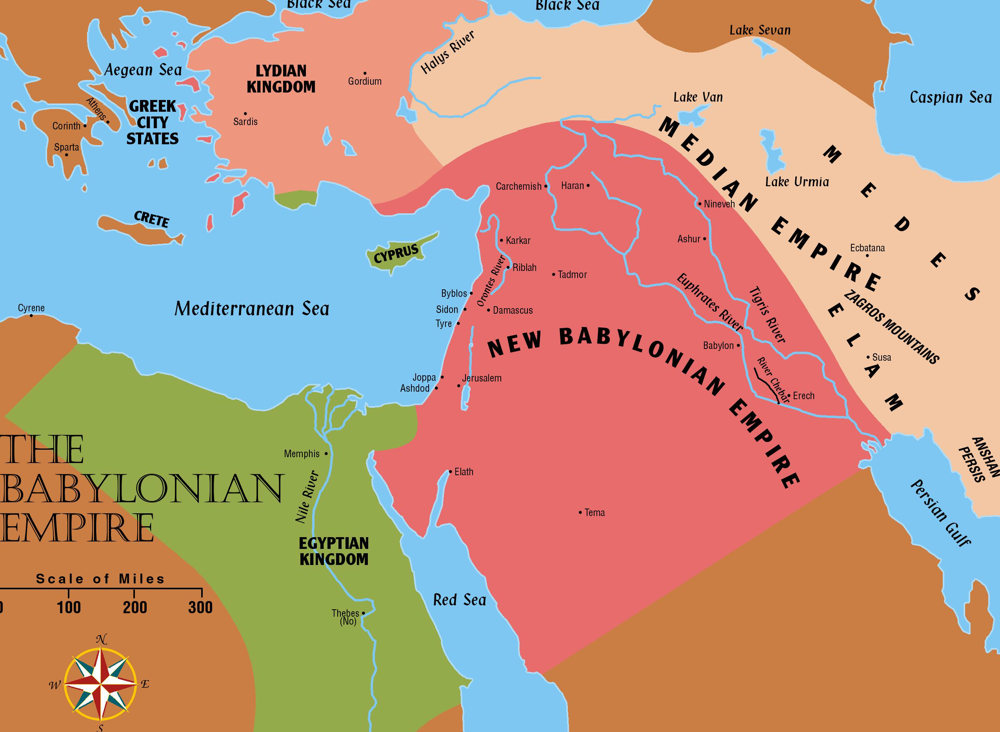 Black Sea
Black Sea
Lake Sevan
Halys River
Aegean Sea
LYDIAN
KINGDOM
Gordium
Lake Van
Caspian Sea
Athens
GREEK
CITY
STATES
Sardis
Corinth
Sparta
MEDIAN EMPIRE
MEDES
Lake Urmia
Carchemish
Haran
Nineveh
CRETE
Karkar
Ashur
Ecbatana
CYPRUS
Orontes River
Riblah
Tadmor
Euphrates River
Tigris River
ZAGROS MOUNTAINS
ELAM
Byblos
Cyrene
Mediterranean Sea
Sidon
Damascus
Tyre
NEW BABYLONIAN EMPIRE
Babylon
Susa
River Chebar
Joppa
Jerusalem
Ashdod
Erech
THE
BABYLONIAN
EMPIRE
Memphis
ANSHAN
PERSIS
Elath
Nile River
Persian Gulf
Tema
EGYPTIAN
KINGDOM
Scale of Miles
0 100 200 300
Red Sea
Thebes
(No)
N
W E
S